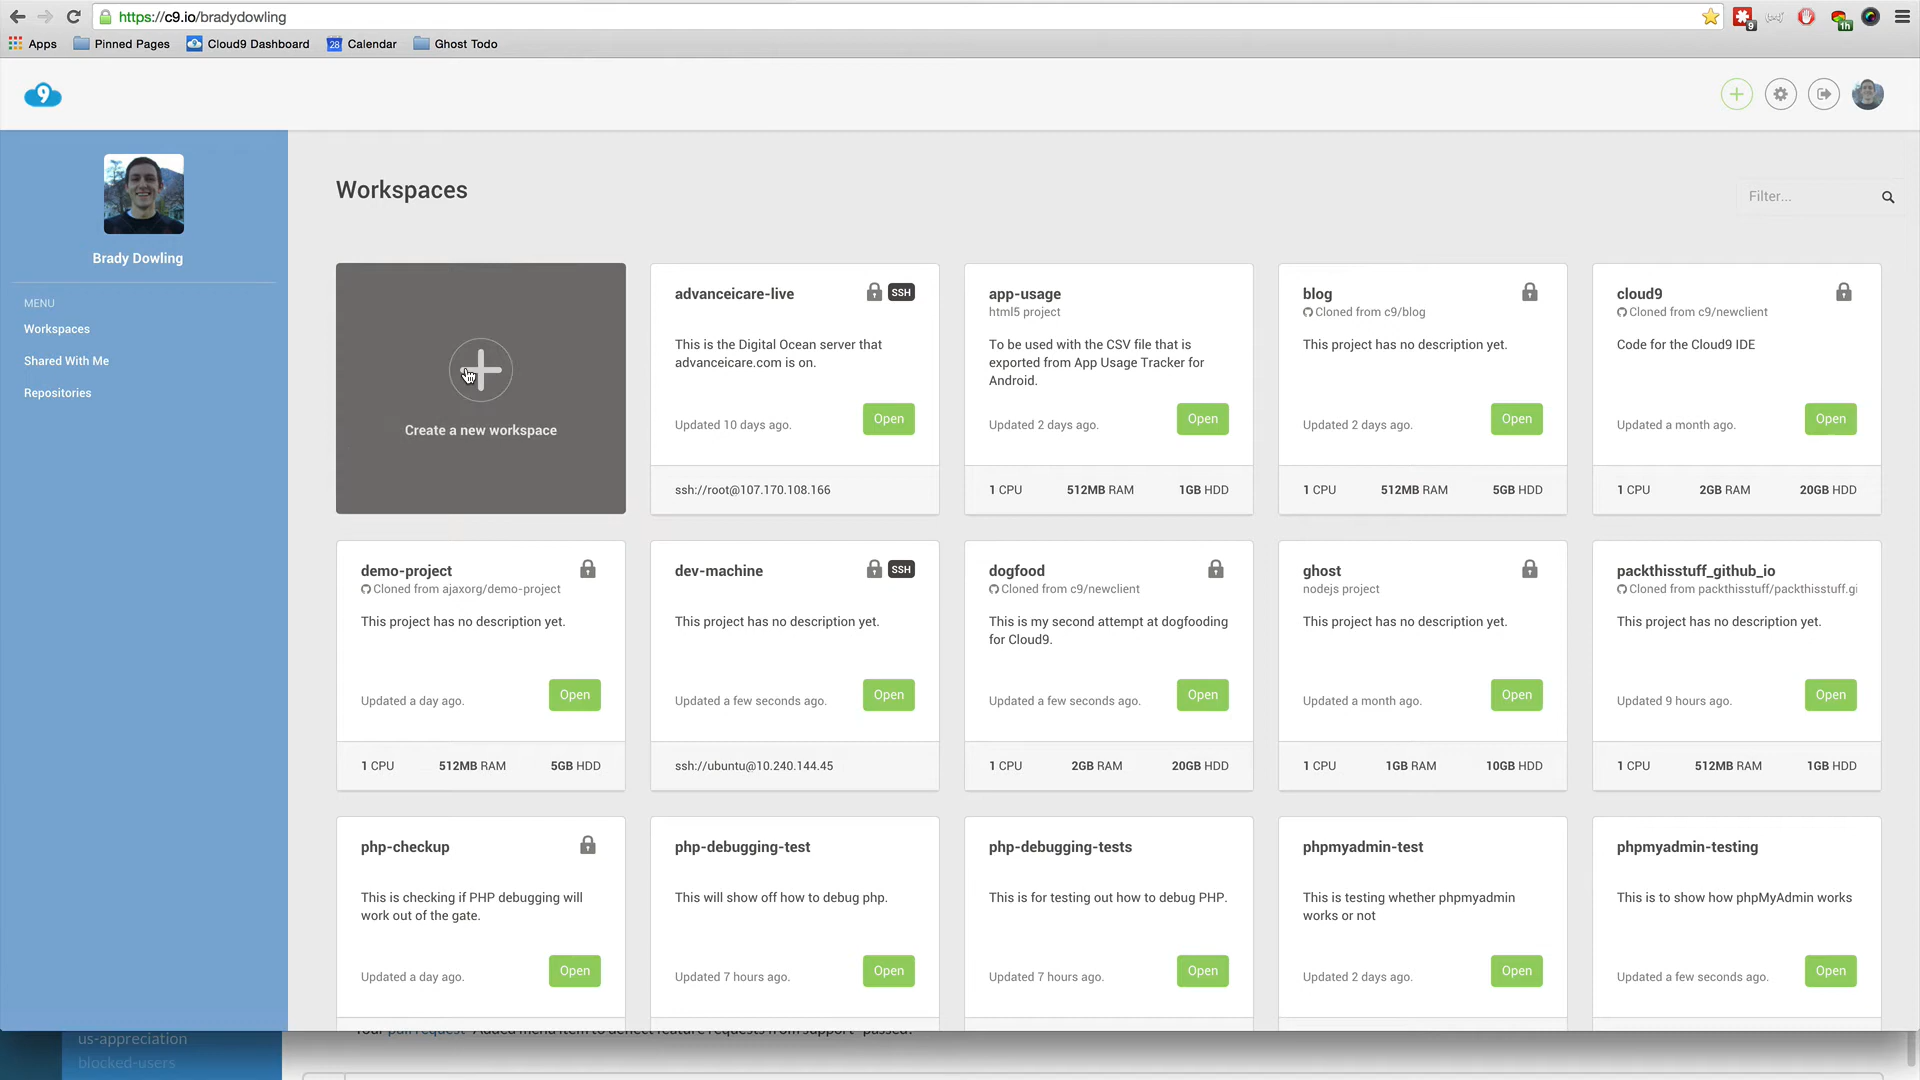 https://c9.io/bradydowling
9
1h
Apps
Pinned Pages
Cloud9 Dashboard
28
Calendar
Ghost Todo
9
Brady Dowling
MENU
Workspaces
Shared With Me
Repositories
Workspaces
Filter...
Create a new workspace
advanceicare-live
SSH
This is the Digital Ocean server that
advanceicare.com is on.
Updated 10 days ago.
Open
ssh://root@107.170.108.166
app-usage
html5 project
To be used with the CSV file that is
exported from App Usage Tracker for
Android.
Updated 2 days ago.
Open
1 CPU 512MB RAM 1GB HDD
blog
Cloned from c9/blog
This project has no description yet.
Updated 2 days ago.
Open
1 CPU 512MB RAM 5GB HDD
cloud9
Cloned from c9/newclient
Code for the Cloud9 IDE
Updated a month ago.
Open
1 CPU 2GB RAM 20GB HDD
demo-project
Cloned from ajaxorg/demo-project
This project has no description yet.
Updated a day ago.
Open
1 CPU 512MB RAM 5GB HDD
dev-machine
SSH
This project has no description yet.
Updated a few seconds ago.
Open
ssh://ubuntu@10.240.144.45
dogfood
Cloned from c9/newclient
This is my second attempt at dogfooding
for Cloud9.
Updated a few seconds ago.
Open
1 CPU 2GB RAM 20GB HDD
ghost
nodejs project
This project has no description yet.
Updated a month ago.
Open
1 CPU 1GB RAM 10GB HDD
packthisstuff_github_io
Cloned from packthisstuff/packthisstuff.gi
This project has no description yet.
Updated 9 hours ago.
Open
1 CPU 512MB RAM 1GB HDD
php-checkup
This is checking if PHP debugging will
work out of the gate.
Updated a day ago.
Open
php-debugging-test
This will show off how to debug php.
Updated 7 hours ago.
Open
php-debugging-tests
This is for testing out how to debug PHP.
Updated 7 hours ago.
Open
phpmyadmin-test
This is testing whether phpmyadmin
works or not
Updated 2 days ago.
Open
phpmyadmin-testing
This is to show how phpMyAdmin works
Updated a few seconds ago.
Open
us-appreciation
blocked-users